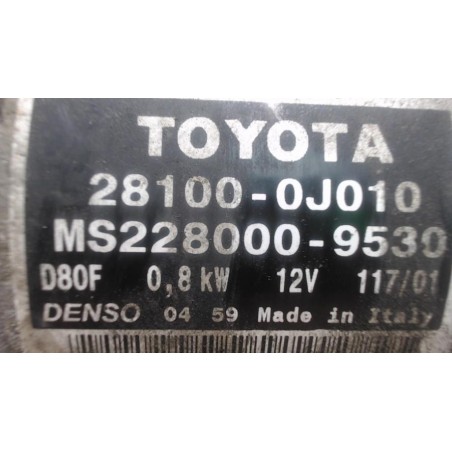 TOYOTA
28100-0J010
MS228000-9530
D80F 0,8 kW 12V 117/01
DENSO 04 59 Made in Italy